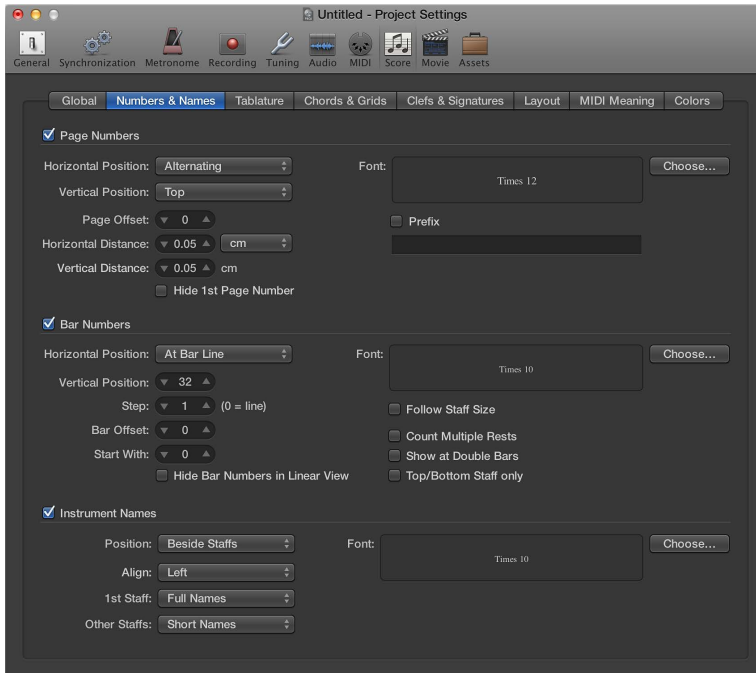 Untitled - Project Settings
General Synchronization Metronome Recording Tuning Audio MIDI Score Movie Assets
Global Numbers & Names Tablature Chords & Grids Clefs & Signatures Layout MIDI Meaning Colors
Page Numbers
Horizontal Position: Alternating Font: Times 12 Choose...
Vertical Position: Top
Page Offset: 0 Prefix
Horizontal Distance: 0.05 cm
Vertical Distance: 0.05 cm
Hide 1st Page Number
Bar Numbers
Horizontal Position: At Bar Line Font: Times 10 Choose...
Vertical Position: 32
Step: 1 (0 = line) Follow Staff Size
Bar Offset: 0 Count Multiple Rests
Start With: 0 Show at Double Bars
Hide Bar Numbers in Linear View Top/Bottom Staff only
Instrument Names
Position: Beside Staffs Font: Times 10 Choose...
Align: Left
1st Staff: Full Names
Other Staffs: Short Names